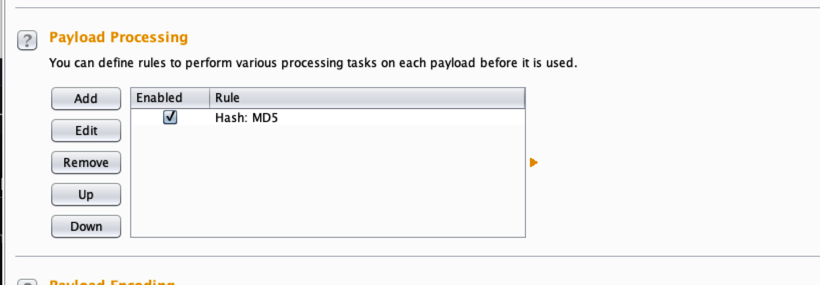 ?
Payload Processing
You can define rules to perform various processing tasks on each payload before it is used.
Add
Enabled Rule
Hash: MD5
Edit
Remove
Up
Down
Payload Encoding